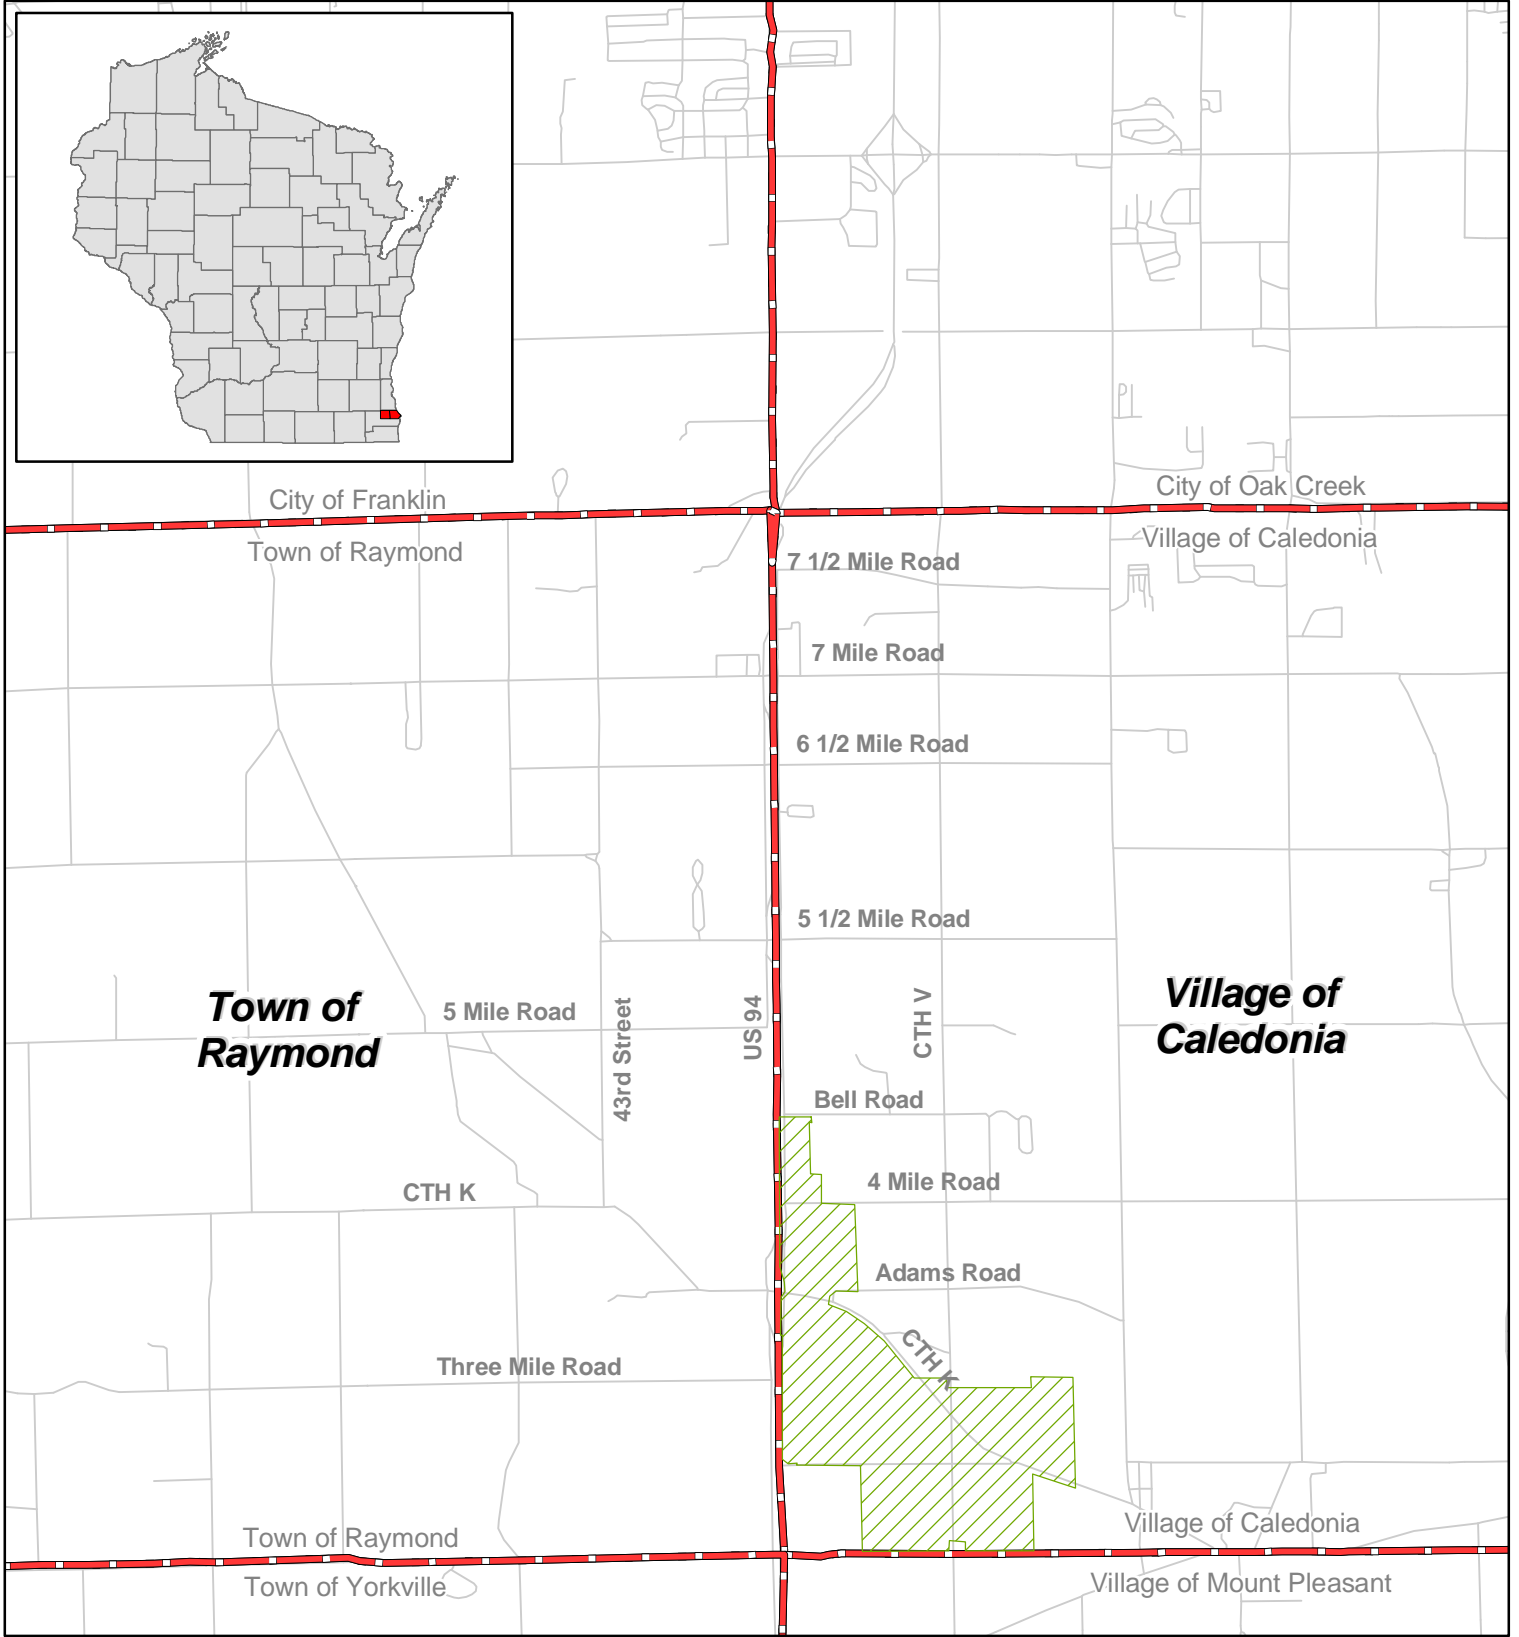 City of Franklin
City of Oak Creek
Town of Raymond
Village of Caledonia
7 1/2 Mile Road
7 Mile Road
6 1/2 Mile Road
5 1/2 Mile Road
Town of
Raymond
5 Mile Road
43rd Street
US 94
CTH V
Village of
Caledonia
Bell Road
4 Mile Road
CTH K
Adams Road
CTH K
Three Mile Road
Town of Raymond
Village of Caledonia
Town of Yorkville
Village of Mount Pleasant